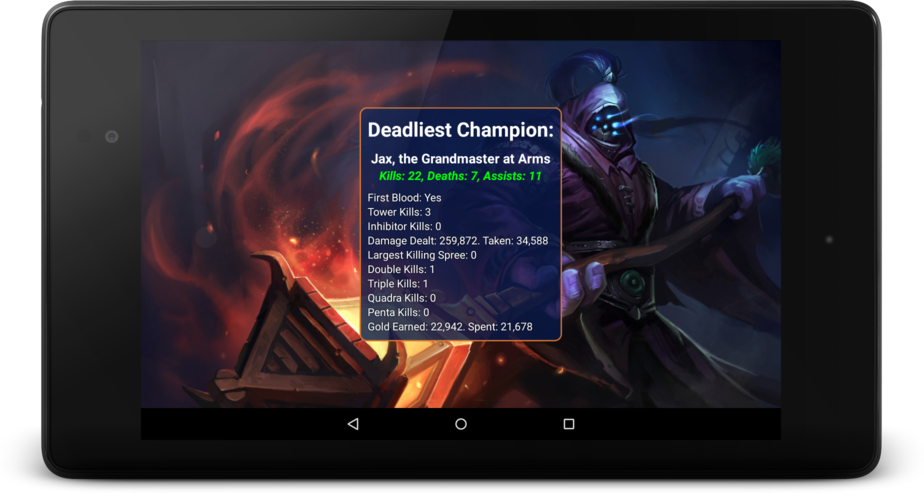 Deadliest Champion:
Jax, the Grandmaster at Arms
Kills: 22, Deaths: 7, Assists: 11
First Blood: Yes
Tower Kills: 3
Inhibitor Kills: 0
Damage Dealt: 259,872. Taken: 34,588
Largest Killing Spree: 0
Double Kills: 1
Triple Kills: 1
Quadra Kills: 0
Penta Kills: 0
Gold Earned: 22,942. Spent: 21,678